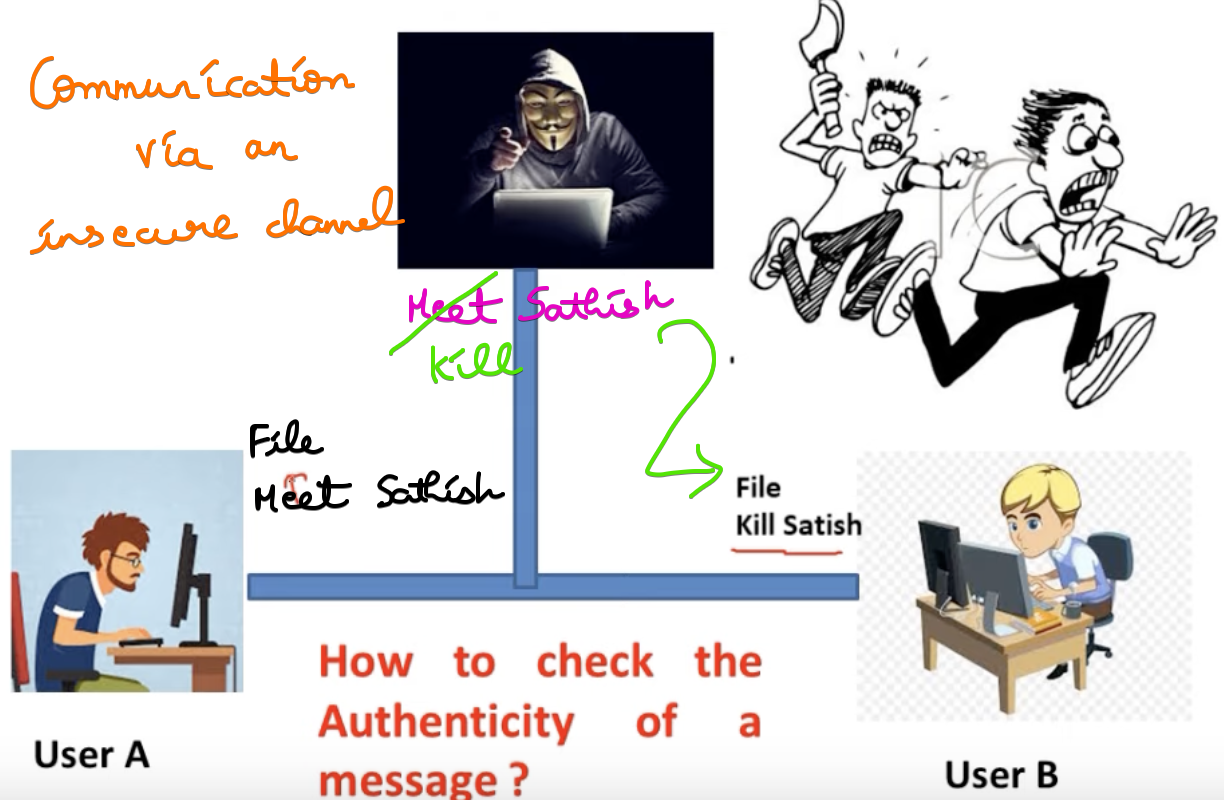 Communication
via an
insecure channel
Meet Sathish
Kill
File
Meet Sathish
File
Kill Satish
How to check the
Authenticity of a
message ?
User A
User B